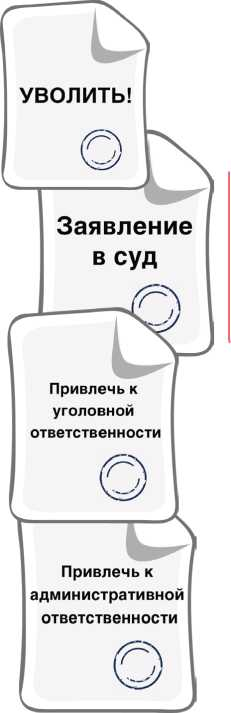 УВОЛИТЬ!
Заявление
в суд
Привлечь к
уголовной
ответственности
Привлечь к
административной
ответственности